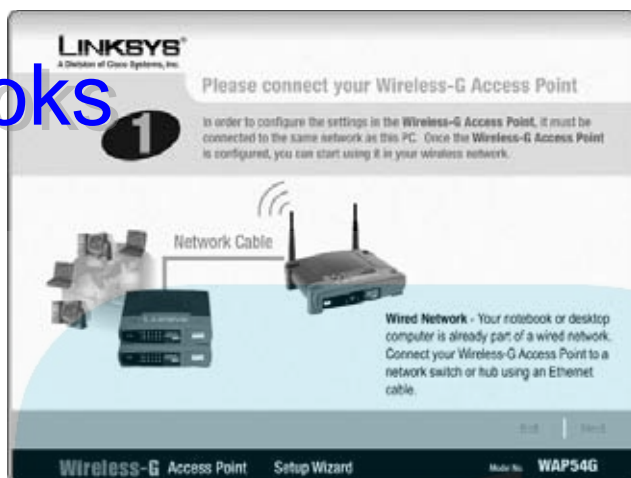 LINKSYS®
A Division of Cisco Systems, Inc.
oks
Please connect your Wireless-G Access Point
1
In order to configure the settings in the Wireless-G Access Point, it must be
connected to the same network as this PC. Once the Wireless-G Access Point
is configured, you can start using it in your wireless network.
Network Cable
Wired Network - Your notebook or desktop
computer is already part of a wired network.
Connect your Wireless-G Access Point to a
network switch or hub using an Ethernet
cable.
Exit Next
Wireless-G Access Point Setup Wizard Model No. WAP54G